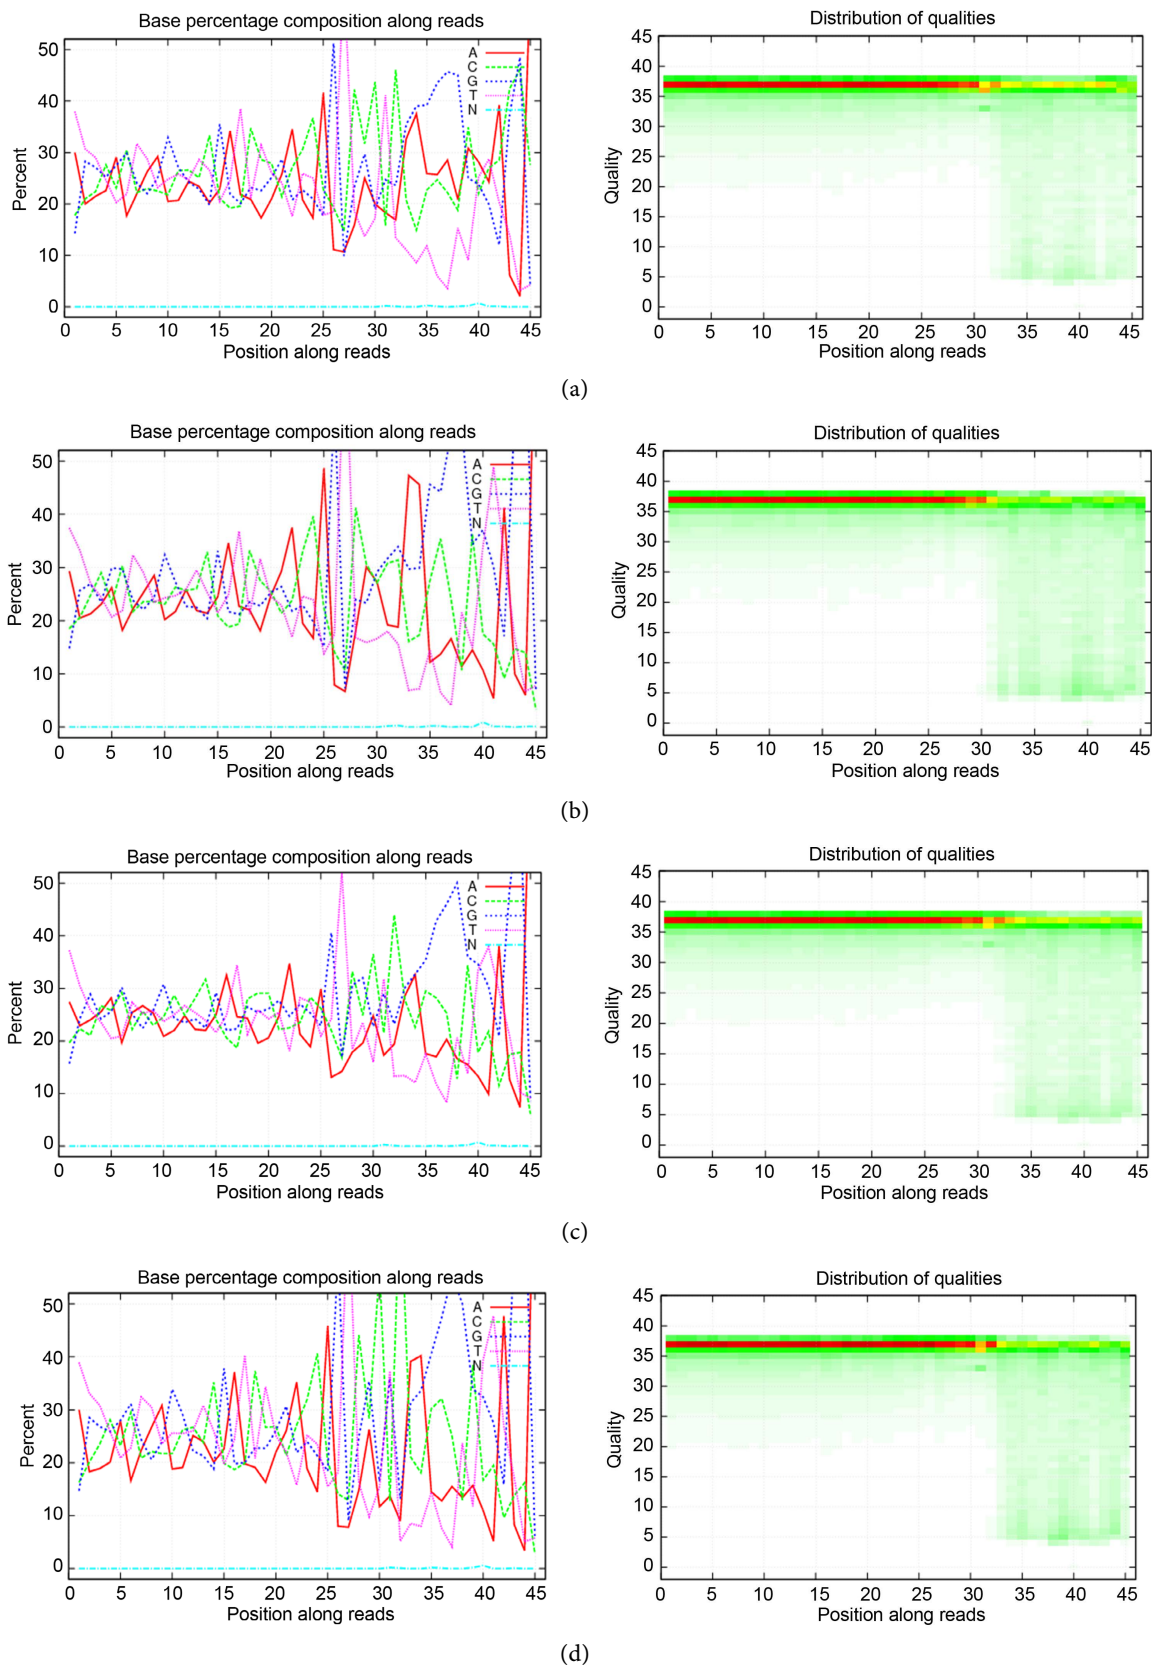 Base percentage composition along reads
Distribution of qualities
50
40
30
20
10
0
Percent
A
C
G
T
N
0 5 10 15 20 25 30 35 40 45
Position along reads
45
40
35
30
25
20
15
10
5
0
Quality
5 10 15 20 25 30 35 40 45
Position along reads
(a)
Base percentage composition along reads
Distribution of qualities
50
40
30
20
10
0
Percent
A
C
G
T
N
0 5 10 15 20 25 30 35 40 45
Position along reads
45
40
35
30
25
20
15
10
5
0
Quality
5 10 15 20 25 30 35 40 45
Position along reads
(b)
Base percentage composition along reads
Distribution of qualities
50
40
30
20
10
0
Percent
A
C
G
T
N
0 5 10 15 20 25 30 35 40 45
Position along reads
45
40
35
30
25
20
15
10
5
0
Quality
5 10 15 20 25 30 35 40 45
Position along reads
(c)
Base percentage composition along reads
Distribution of qualities
50
40
30
20
10
0
Percent
A
C
G
T
N
0 5 10 15 20 25 30 35 40 45
Position along reads
45
40
35
30
25
20
15
10
5
0
Quality
5 10 15 20 25 30 35 40 45
Position along reads
(d)